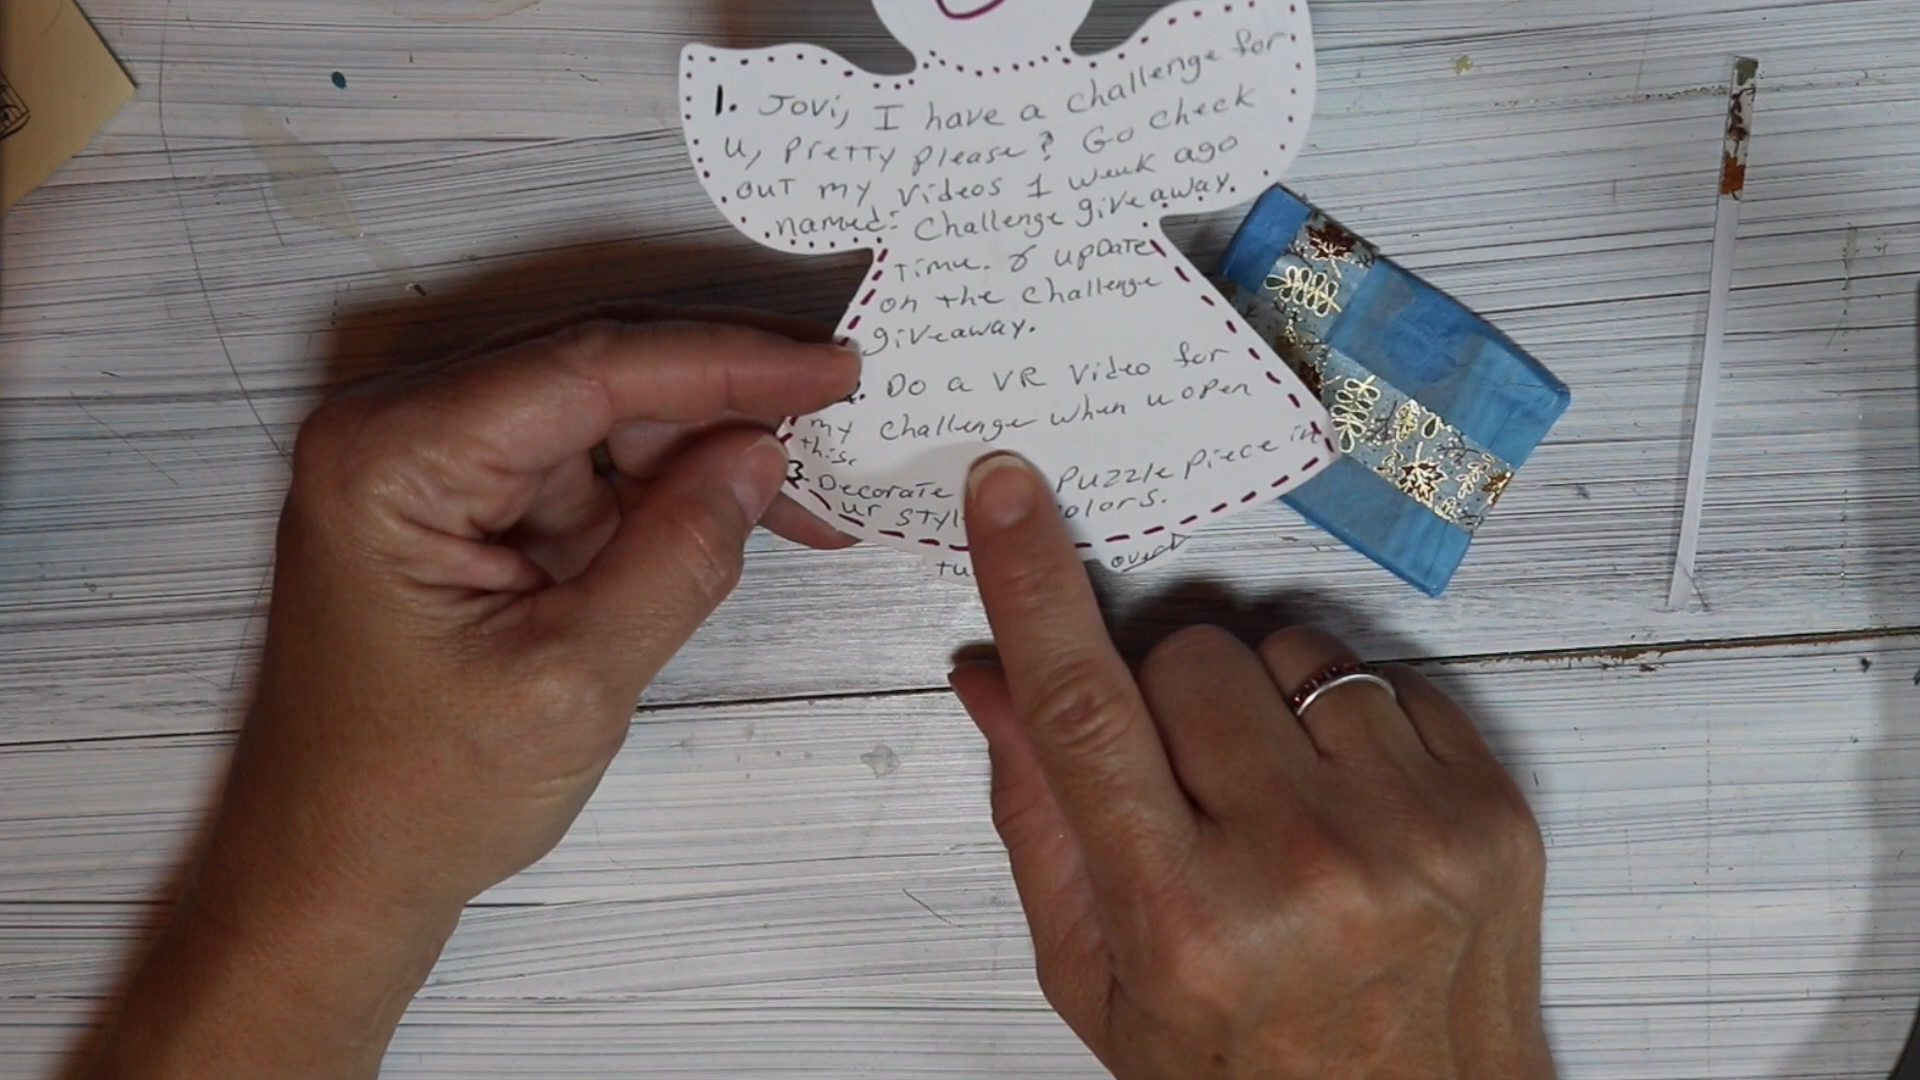 1. Jovi, I have a challenge for
u, pretty please? Go check
out my videos 1 week ago
named: Challenge giveaway.
Time. & update
on the challenge
giveaway.
Do a VR video for
my challenge when u open
this.
3. Decorate Puzzle piece in
ur colors.
over